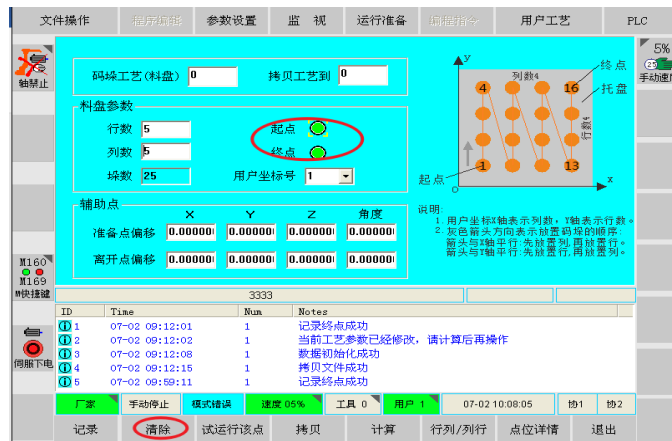 文件操作 程序编辑 参数设置 监 视 运行准备 编程指令 用户工艺 PLC
轴禁止
5%
手动速度
码垛工艺(料盘) 0 拷贝工艺到 0
料盘参数
行数 5 起点
列数 5 终点
垛数 25 用户坐标号 1
辅助点
X Y Z 角度
准备点偏移 0.00000 0.00000 0.00000 0.00000
离开点偏移 0.00000 0.00000 0.00000 0.00000
y
列数4
终点
4 16
托盘
行数4
起点 1 13
O x
说明:
1. 用户坐标X轴表示列数,Y轴表示行数。
2. 灰色箭头方向表示放置码垛的顺序:
箭头与X轴平行:先放置列,再放置行。
箭头与Y轴平行:先放置行,再放置列。
M160
M169
M快捷键
伺服下电
3333
ID Time Num Notes
1 07-02 09:12:01 1 记录终点成功
2 07-02 09:12:02 1 当前工艺参数已经修改,请计算后再操作
3 07-02 09:12:08 1 数据初始化成功
4 07-02 09:12:15 1 拷贝文件成功
5 07-02 09:59:11 1 记录终点成功
厂家 手动停止 模式错误 速度 05% 工具 0 用户 1 07-02 10:08:05 协1 协2
记录 清除 试运行该点 拷贝 计算 行列/列行 点位详情 退出